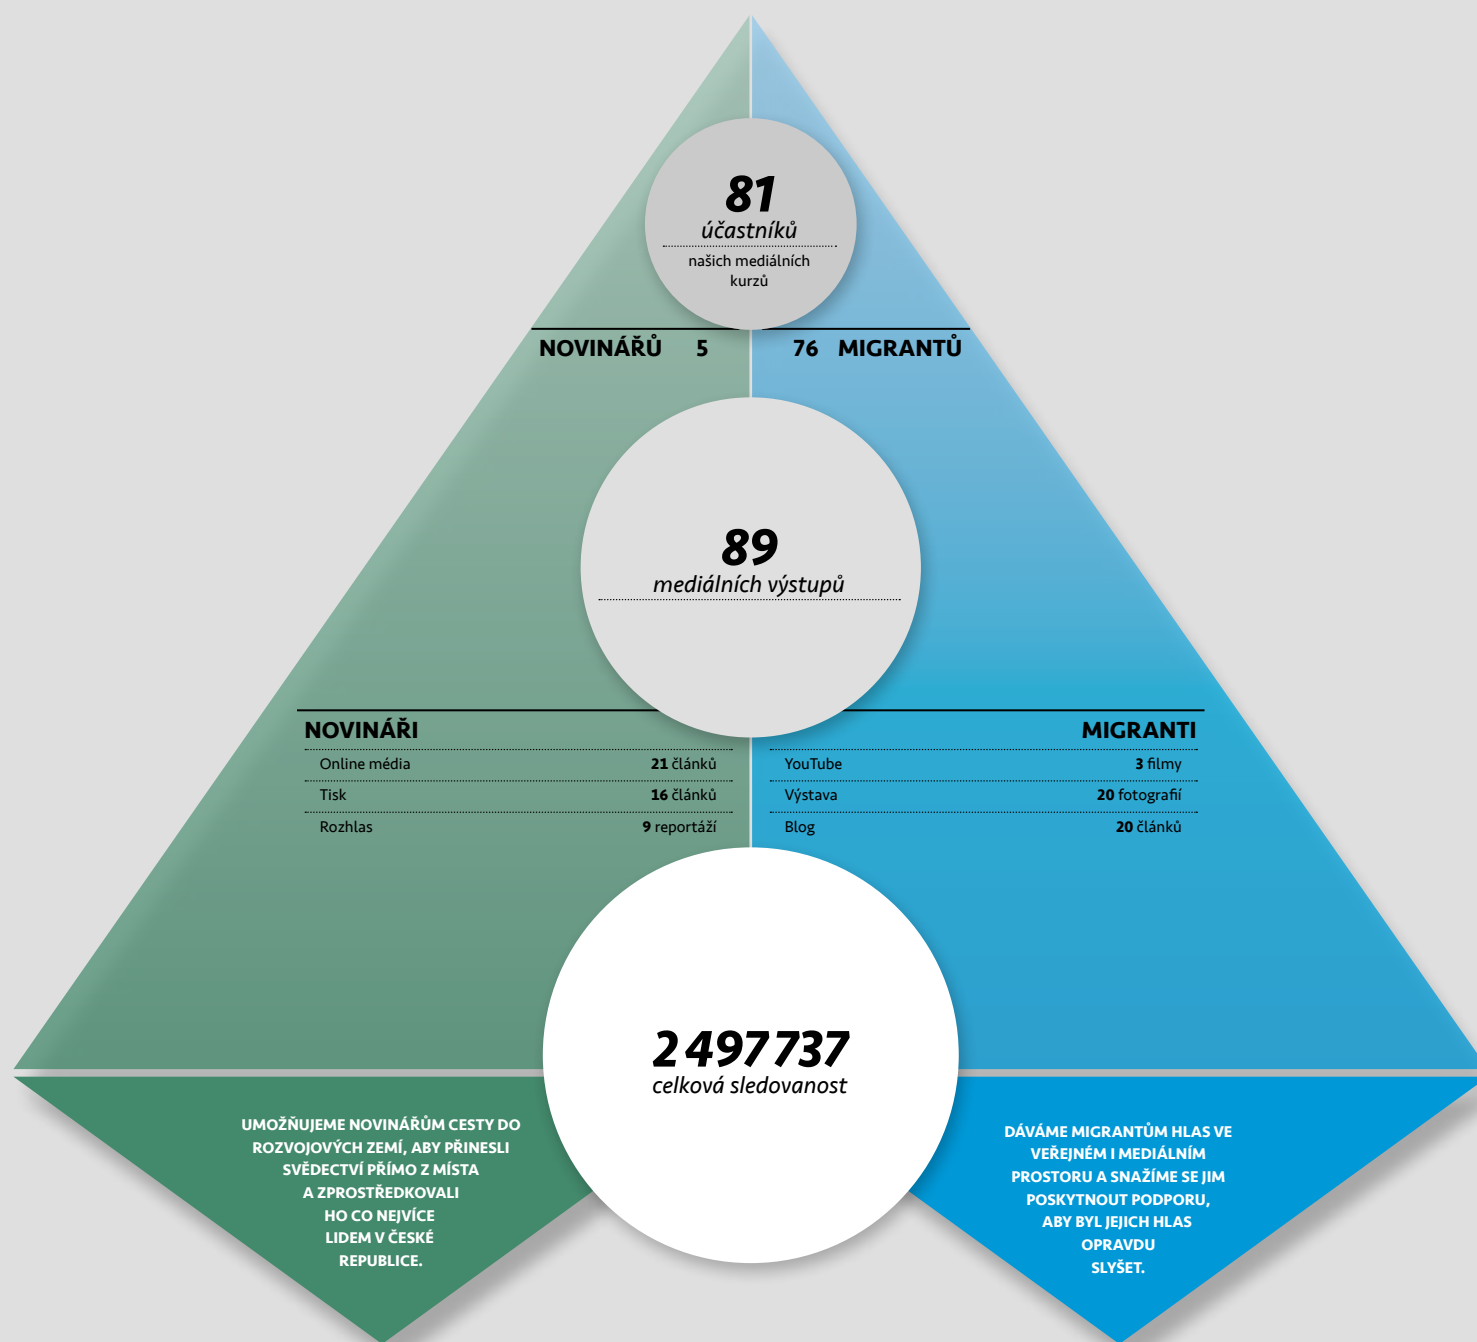 81
účastníků
našich mediálních
kurzů
NOVINÁŘŮ 5
76 MIGRANTŮ
89
mediálních výstupů
NOVINÁŘI
Online média 21 článků
Tisk 16 článků
Rozhlas 9 reportáží
MIGRANTI
YouTube 3 filmy
Výstava 20 fotografií
Blog 20 článků
2 497 737
celková sledovanost
UMOŽŇUJEME NOVINÁŘŮM CESTY DO
ROZVOJOVÝCH ZEMÍ, ABY PŘINESLI
SVĚDECTVÍ PŘÍMO Z MÍSTA
A ZPROSTŘEDKOVALI
HO CO NEJVÍCE
LIDEM V ČESKÉ
REPUBLICE.
DÁVÁME MIGRANTŮM HLAS VE
VEŘEJNÉM I MEDIÁLNÍM
PROSTORU A SNAŽÍME SE JIM
POSKYTNOUT PODPORU,
ABY BYL JEJICH HLAS
OPRAVDU
SLYŠET.